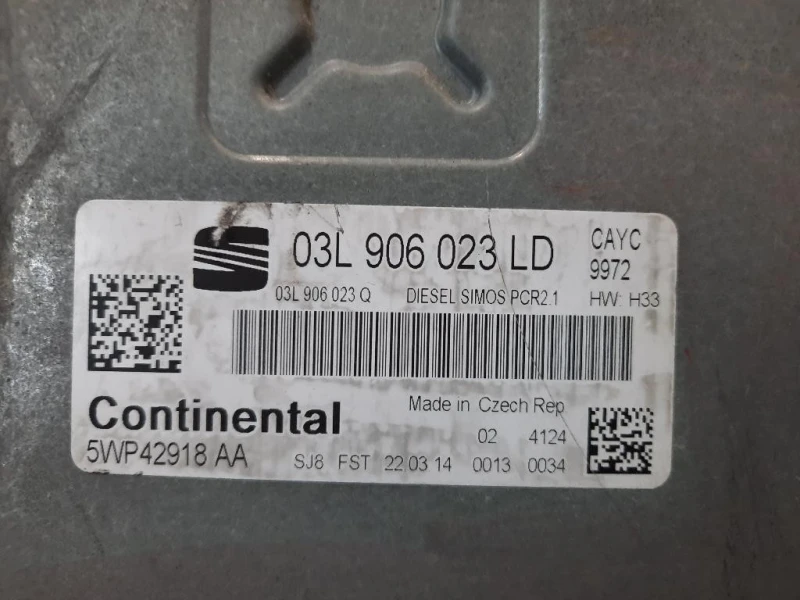 03L 906 023 LD CAYC
9972
03L 906 023 Q DIESEL SIMOS PCR2.1 HW: H33
Continental Made in Czech Rep
02 4124
5WP42918 AA SJ8 FST 22 03 14 0013 0034